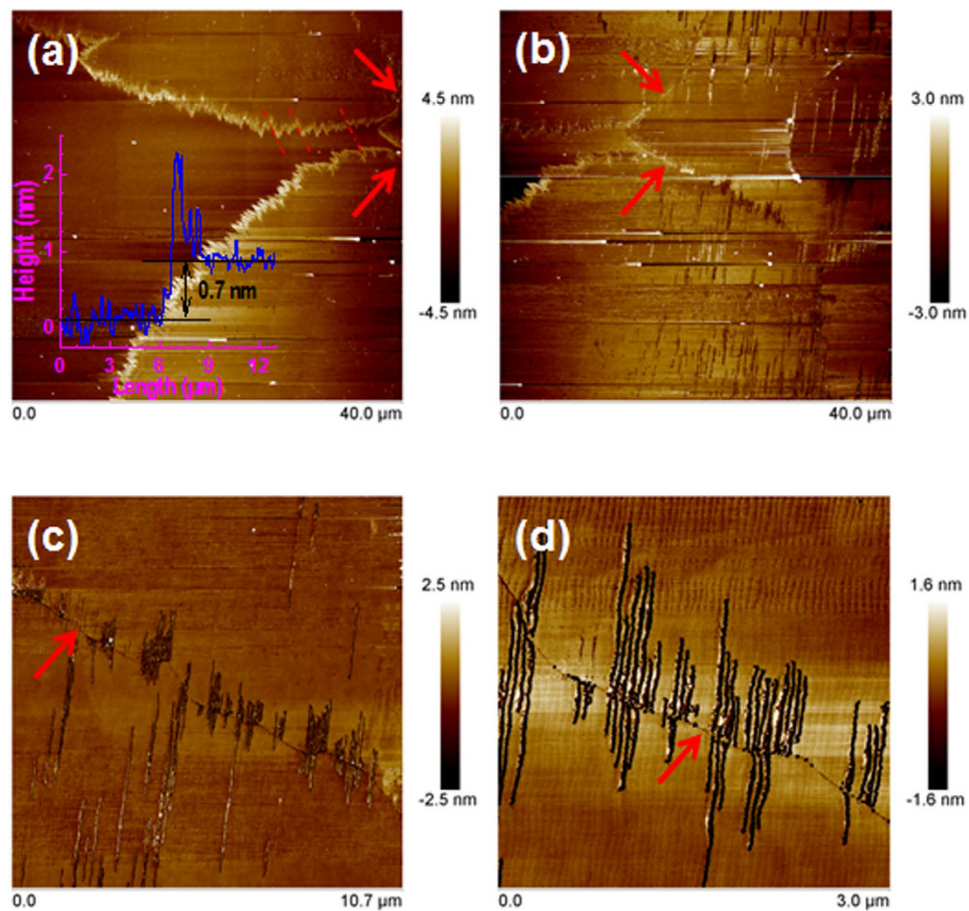 (a)
4.5 nm
-4.5 nm
Height (nm)
2
1
0
0.7 nm
0 3 6 9 12
Length (μm)
0.0 40.0 μm
(b)
3.0 nm
-3.0 nm
0.0 40.0 μm
(c)
2.5 nm
-2.5 nm
0.0 10.7 μm
(d)
1.6 nm
-1.6 nm
0.0 3.0 μm